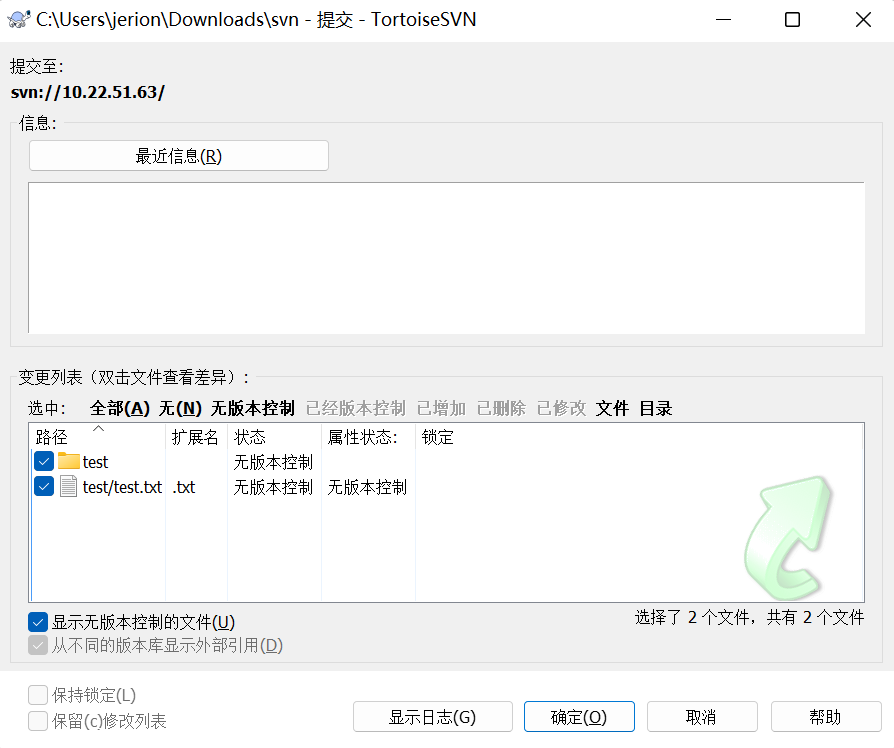 C:\Users\jerion\Downloads\svn - 提交 - TortoiseSVN
提交至:
svn://10.22.51.63/
信息:
最近信息(R)
变更列表（双击文件查看差异）:
选中: 全部(A) 无(N) 无版本控制 已经版本控制 已增加 已删除 已修改 文件 目录
路径 扩展名 状态 属性状态: 锁定
test 无版本控制
test/test.txt .txt 无版本控制 无版本控制
显示无版本控制的文件(U) 选择了 2 个文件，共有 2 个文件
从不同的版本库显示外部引用(D)
保持锁定(L)
保留(c)修改列表
显示日志(G) 确定(O) 取消 帮助